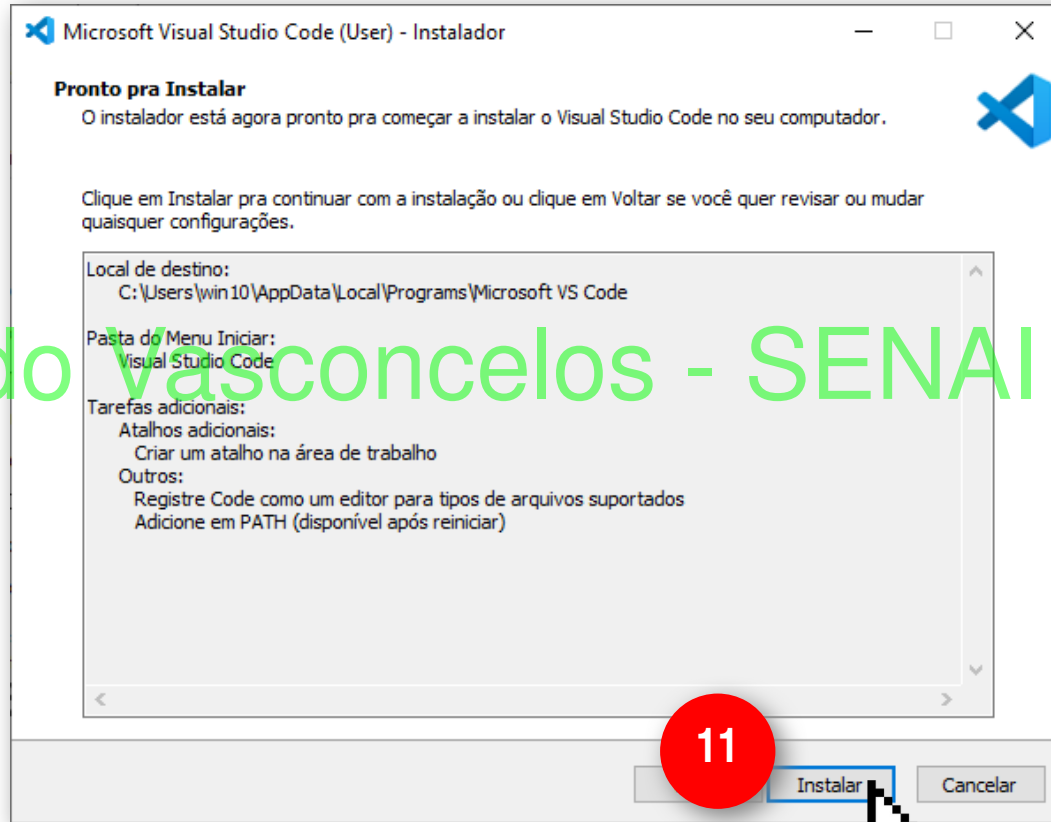 Microsoft Visual Studio Code (User) - Instalador
Pronto pra Instalar
O instalador está agora pronto pra começar a instalar o Visual Studio Code no seu computador.
Clique em Instalar pra continuar com a instalação ou clique em Voltar se você quer revisar ou mudar
quaisquer configurações.
Local de destino:
C:\Users\win10\AppData\Local\Programs\Microsoft VS Code
Pasta do Menu Iniciar:
Visual Studio Code
do Vasconcelos - SENAI
Tarefas adicionais:
Atalhos adicionais:
Criar um atalho na área de trabalho
Outros:
Registre Code como um editor para tipos de arquivos suportados
Adicione em PATH (disponível após reiniciar)
11
Instalar
Cancelar